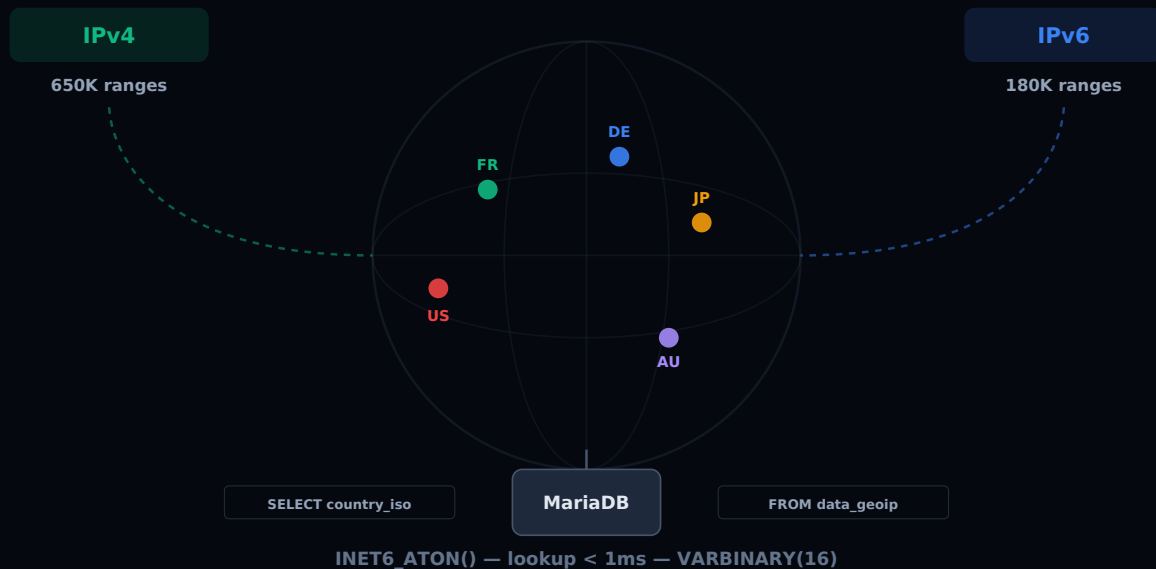 IPv4
IPv6
650K ranges
180K ranges
DE
FR
JP
US
AU
SELECT country_iso
MariaDB
FROM data_geoip
INET6_ATON() — lookup < 1ms — VARBINARY(16)